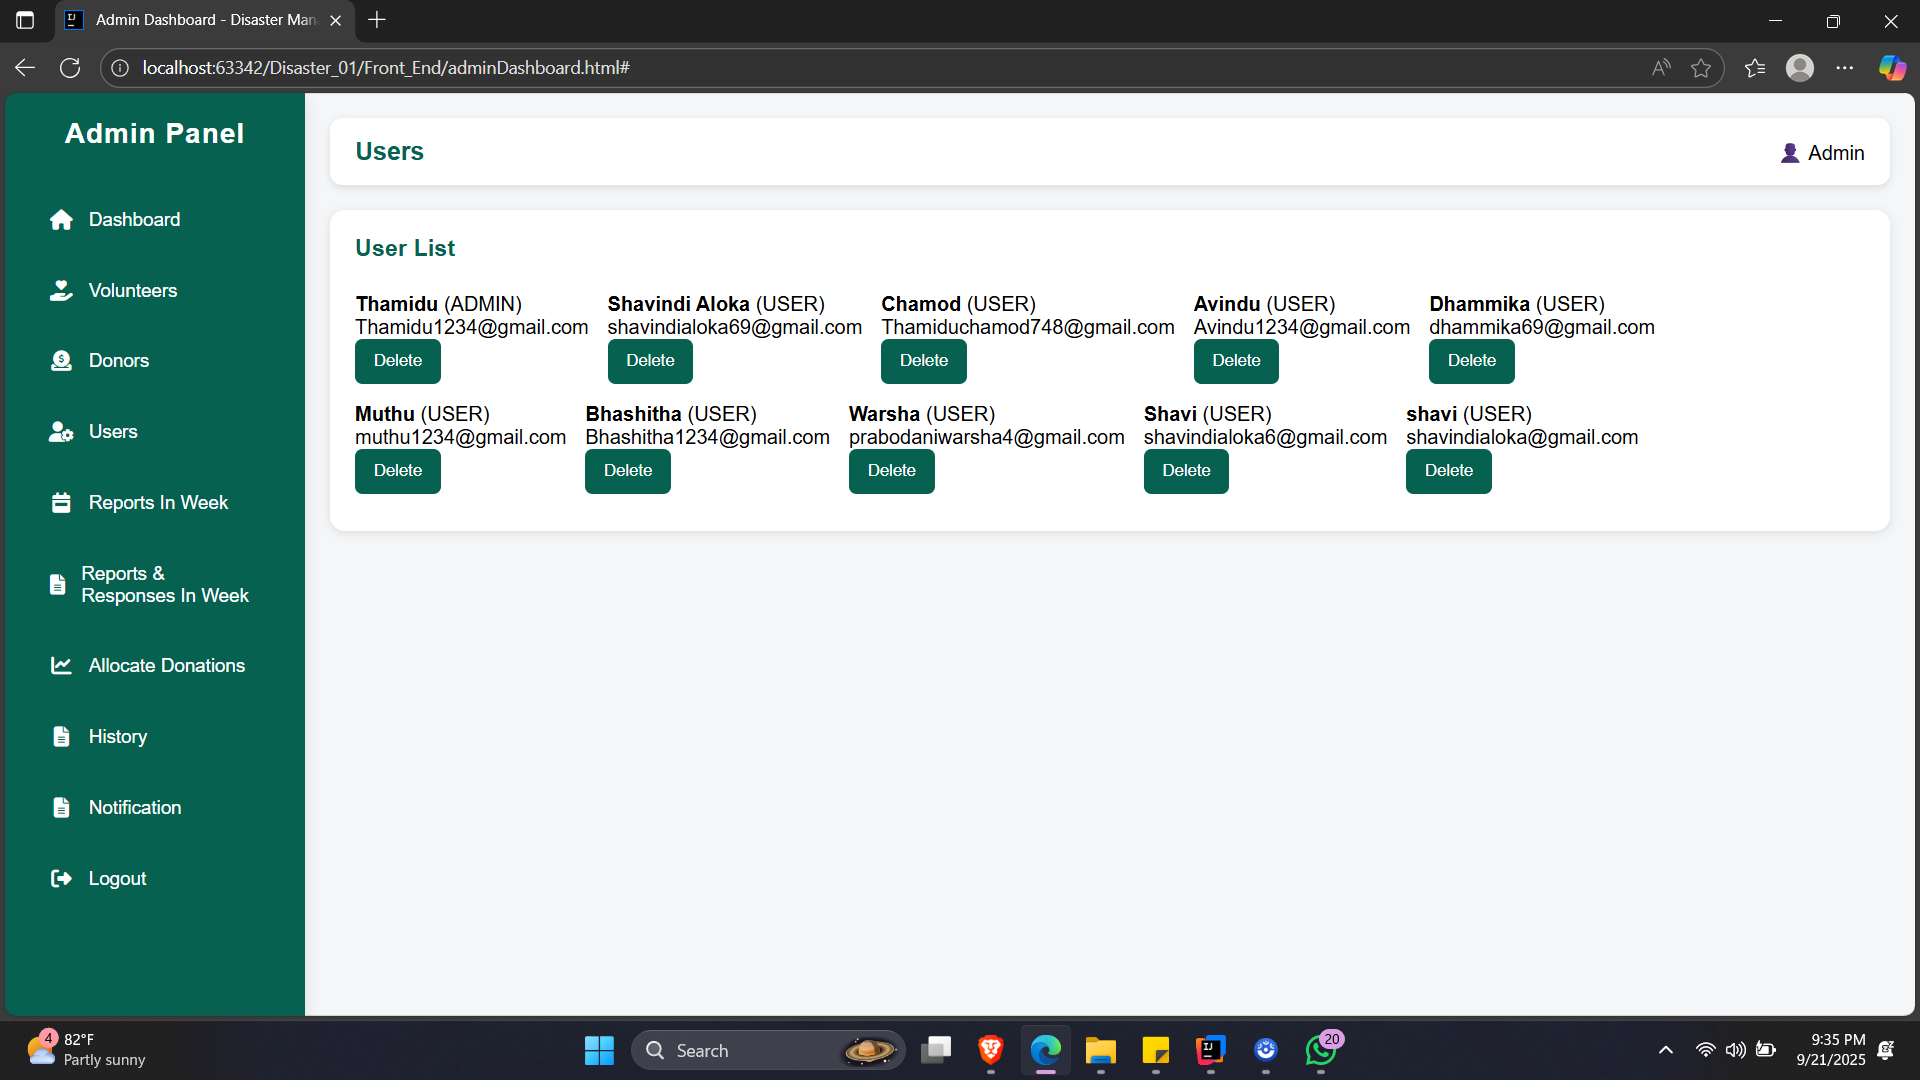 Admin Dashboard - Disaster Man
localhost:63342/Disaster_01/Front_End/adminDashboard.html#
Admin Panel
Dashboard
Volunteers
Donors
Users
Reports In Week
Reports &
Responses In Week
Allocate Donations
History
Notification
Logout
Users
Admin
User List
Thamidu (ADMIN)
Thamidu1234@gmail.com
Delete
Shavindi Aloka (USER)
shavindialoka69@gmail.com
Delete
Chamod (USER)
Thamiduchamod748@gmail.com
Delete
Avindu (USER)
Avindu1234@gmail.com
Delete
Dhammika (USER)
dhammika69@gmail.com
Delete
Muthu (USER)
muthu1234@gmail.com
Delete
Bhashitha (USER)
Bhashitha1234@gmail.com
Delete
Warsha (USER)
prabodaniwarsha4@gmail.com
Delete
Shavi (USER)
shavindialoka6@gmail.com
Delete
shavi (USER)
shavindialoka@gmail.com
Delete
4
82°F
Partly sunny
Search
20
9:35 PM
9/21/2025